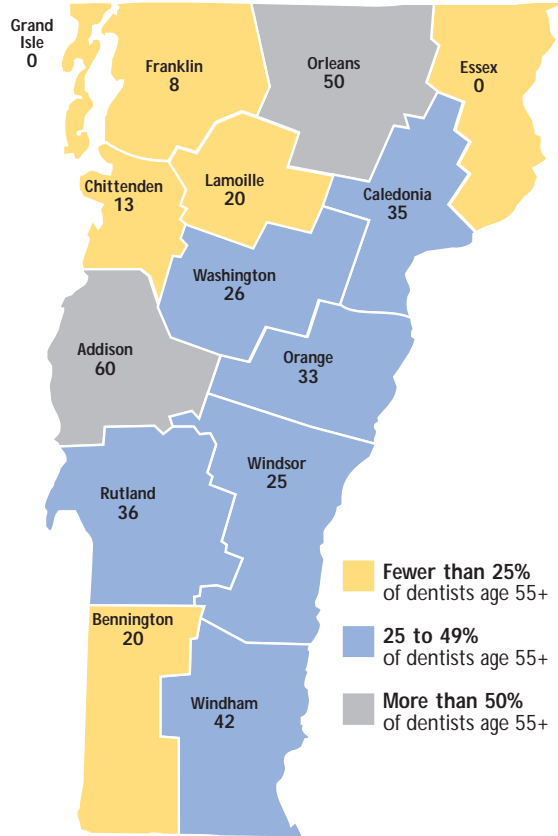 Grand
Isle
0
Franklin
8
Orleans
50
Essex
0
Chittenden
13
Lamoille
20
Caledonia
35
Washington
26
Addison
60
Orange
33
Windsor
25
Rutland
36
Bennington
20
Windham
42
Fewer than 25%
of dentists age 55+
25 to 49%
of dentists age 55+
More than 50%
of dentists age 55+